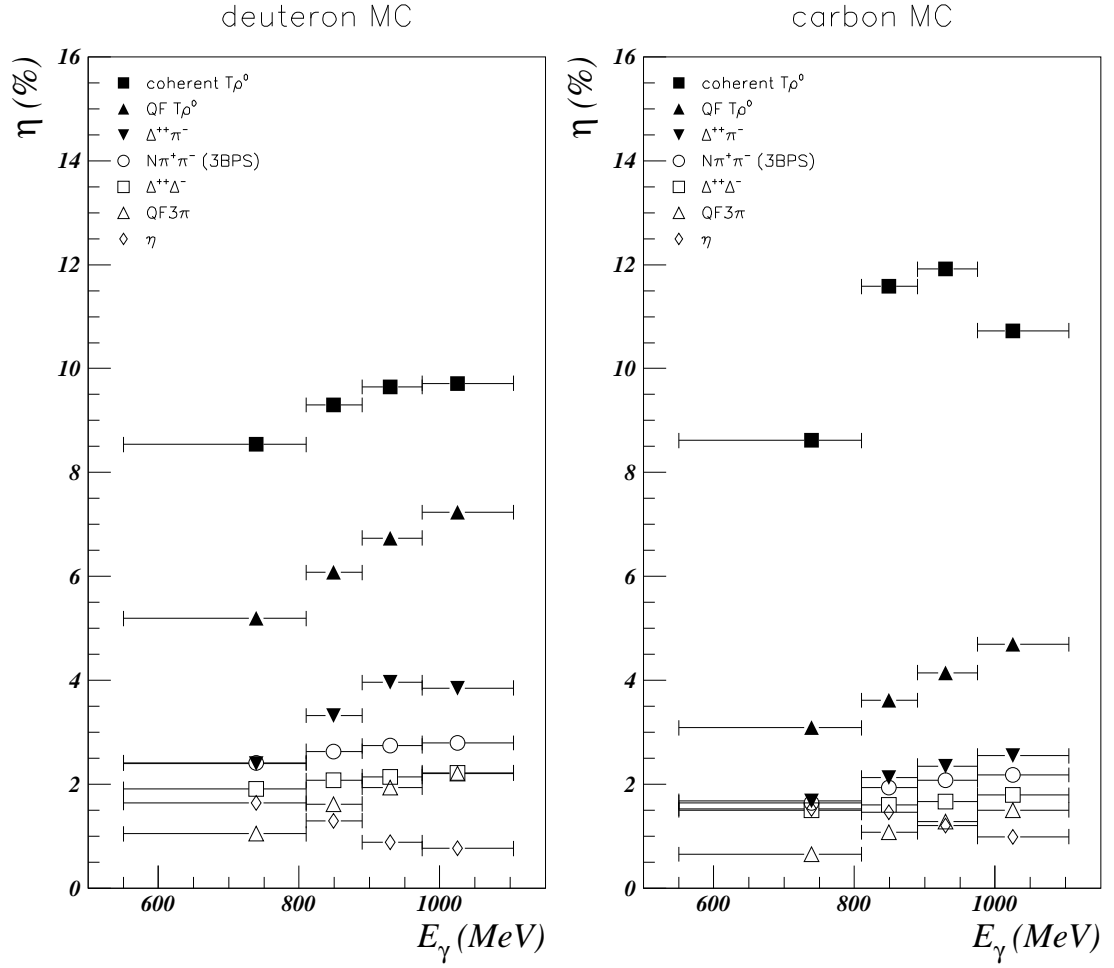 deuteron MC
η (%)
16
14
12
10
8
6
4
2
0
coherent Tρ⁰
QF Tρ⁰
Δ⁺⁺π⁻
Nπ⁺π⁻ (3BPS)
Δ⁺⁺Δ⁻
QF3π
η
600 800 1000
E_γ (MeV)
carbon MC
η (%)
16
14
12
10
8
6
4
2
0
coherent Tρ⁰
QF Tρ⁰
Δ⁺⁺π⁻
Nπ⁺π⁻ (3BPS)
Δ⁺⁺Δ⁻
QF3π
η
600 800 1000
E_γ (MeV)